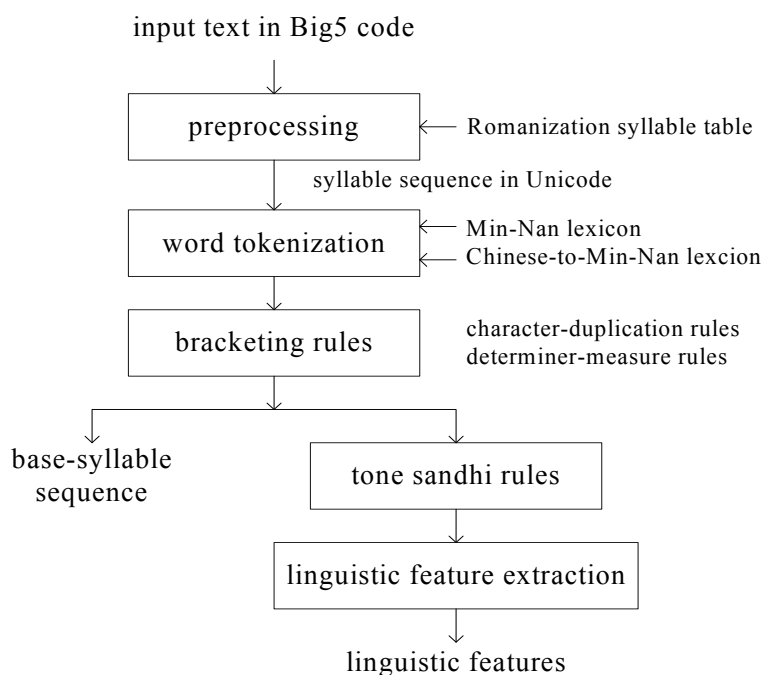 input text in Big5 code
preprocessing
Romanization syllable table
syllable sequence in Unicode
word tokenization
Min-Nan lexicon
Chinese-to-Min-Nan lexcion
bracketing rules
character-duplication rules
determiner-measure rules
base-syllable
sequence
tone sandhi rules
linguistic feature extraction
linguistic features